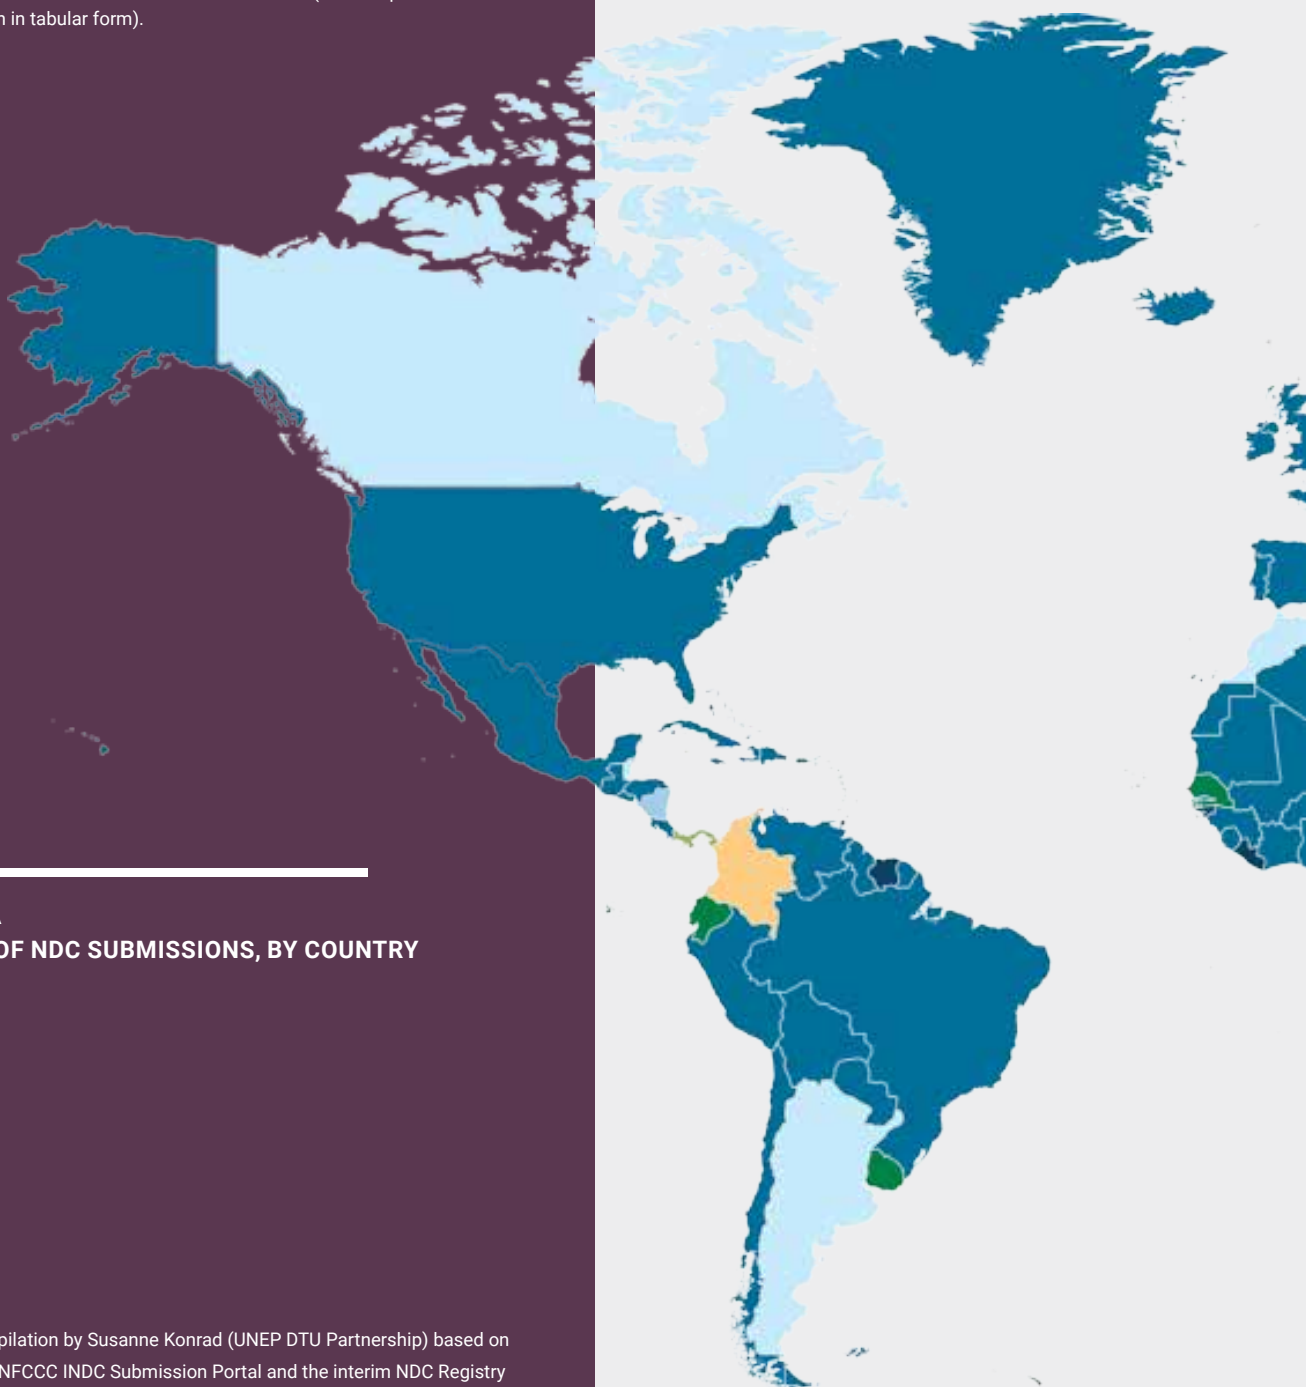 n in tabular form).
OF NDC SUBMISSIONS, BY COUNTRY
pilation by Susanne Konrad (UNEP DTU Partnership) based on
NFCCC INDC Submission Portal and the interim NDC Registry